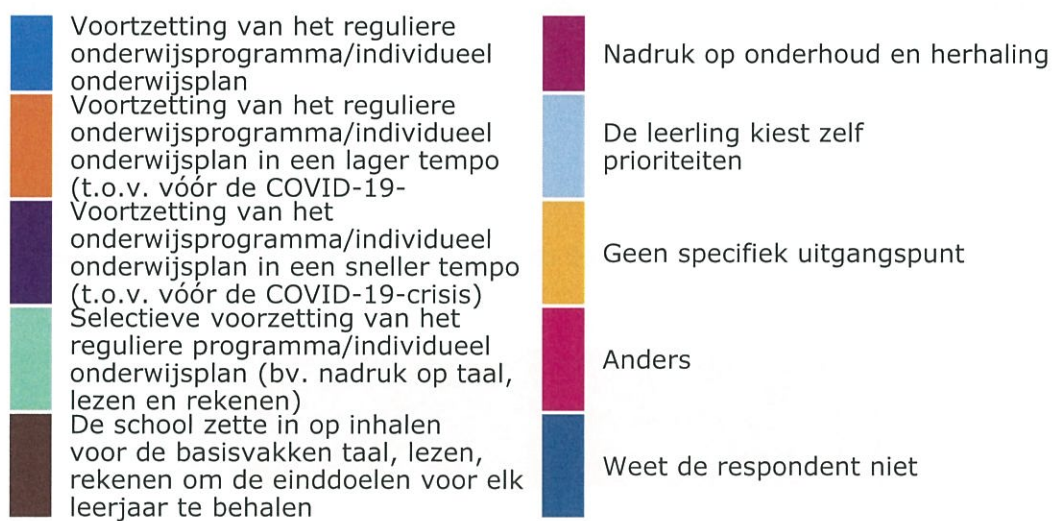 Voortzetting van het reguliere
onderwijsprogramma/individueel
onderwijsplan
Voortzetting van het reguliere
onderwijsprogramma/individueel
onderwijsplan in een lager tempo
(t.o.v. vóór de COVID-19-
Voortzetting van het
onderwijsprogramma/individueel
onderwijsplan in een sneller tempo
(t.o.v. vóór de COVID-19-crisis)
Selectieve voorzetting van het
reguliere programma/individueel
onderwijsplan (bv. nadruk op taal,
lezen en rekenen)
De school zette in op inhalen
voor de basisvakken taal, lezen,
rekenen om de einddoelen voor elk
leerjaar te behalen
Nadruk op onderhoud en herhaling
De leerling kiest zelf
prioriteiten
Geen specifiek uitgangspunt
Anders
Weet de respondent niet